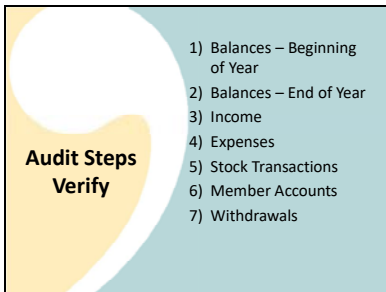 Audit Steps
Verify
1) Balances – Beginning
of Year
2) Balances – End of Year
3) Income
4) Expenses
5) Stock Transactions
6) Member Accounts
7) Withdrawals